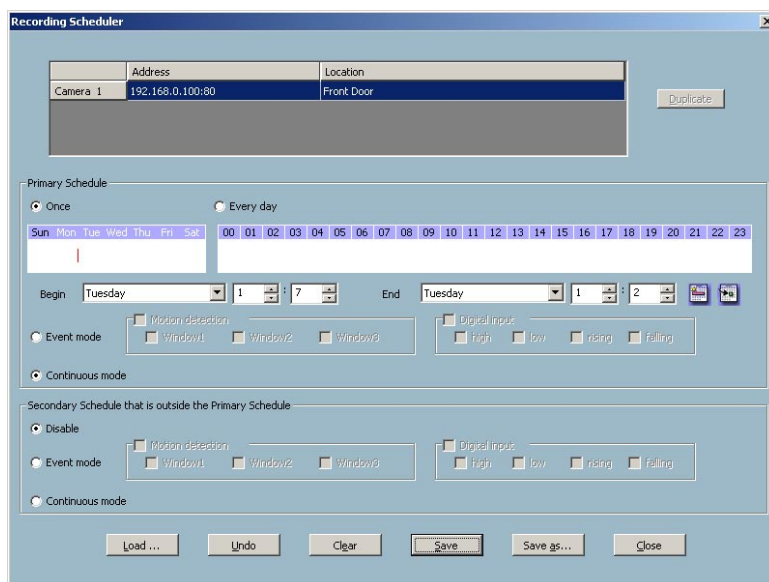 Recording Scheduler
Address Location
Camera 1 192.168.0.100:80 Front Door
Duplicate
Primary Schedule
Once Every day
Sun Mon Tue Wed Thu Fri Sat 00 01 02 03 04 05 06 07 08 09 10 11 12 13 14 15 16 17 18 19 20 21 22 23
Begin Tuesday 1 : 7 End Tuesday 1 : 2
Motion detection Digital input
Event mode Window1 Window2 Window3 high low rising falling
Continuous mode
Secondary Schedule that is outside the Primary Schedule
Disable
Motion detection Digital input
Event mode Window1 Window2 Window3 high low rising falling
Continuous mode
Load ... Undo Clear Save Save as... Close